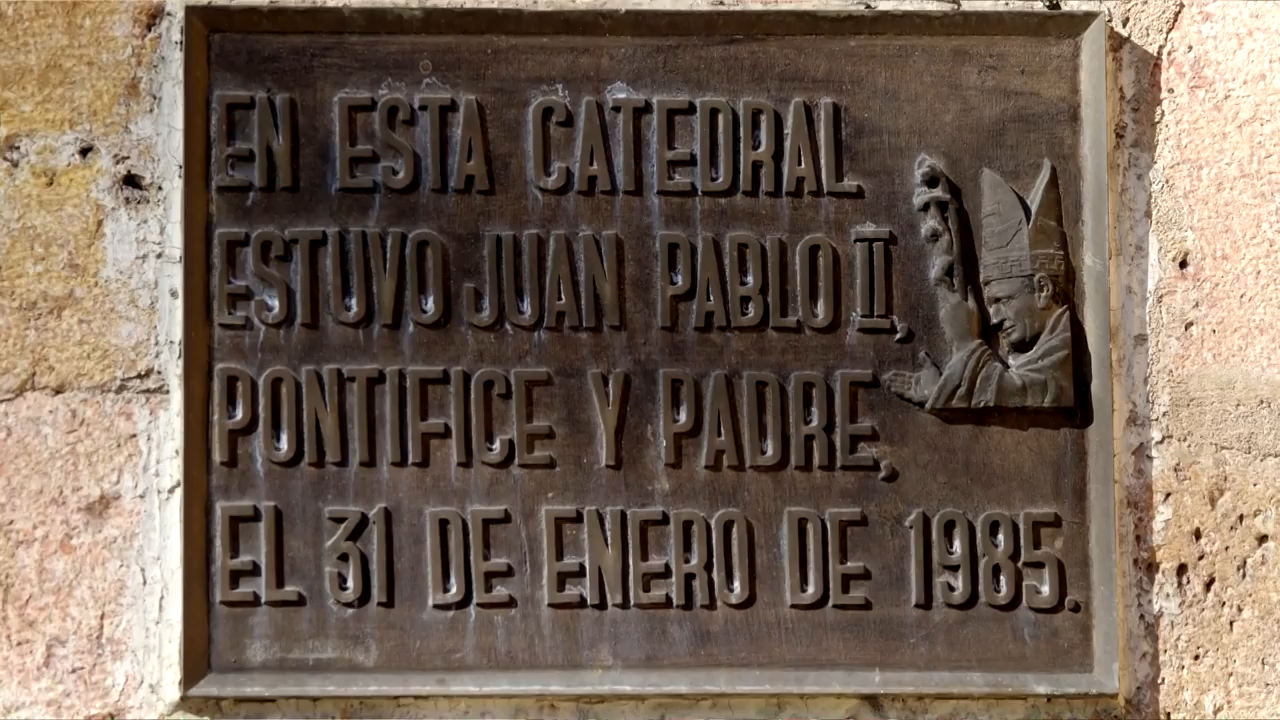 EN ESTA CATEDRAL
ESTUVO JUAN PABLO II,
PONTIFICE Y PADRE,
EL 31 DE ENERO DE 1985.